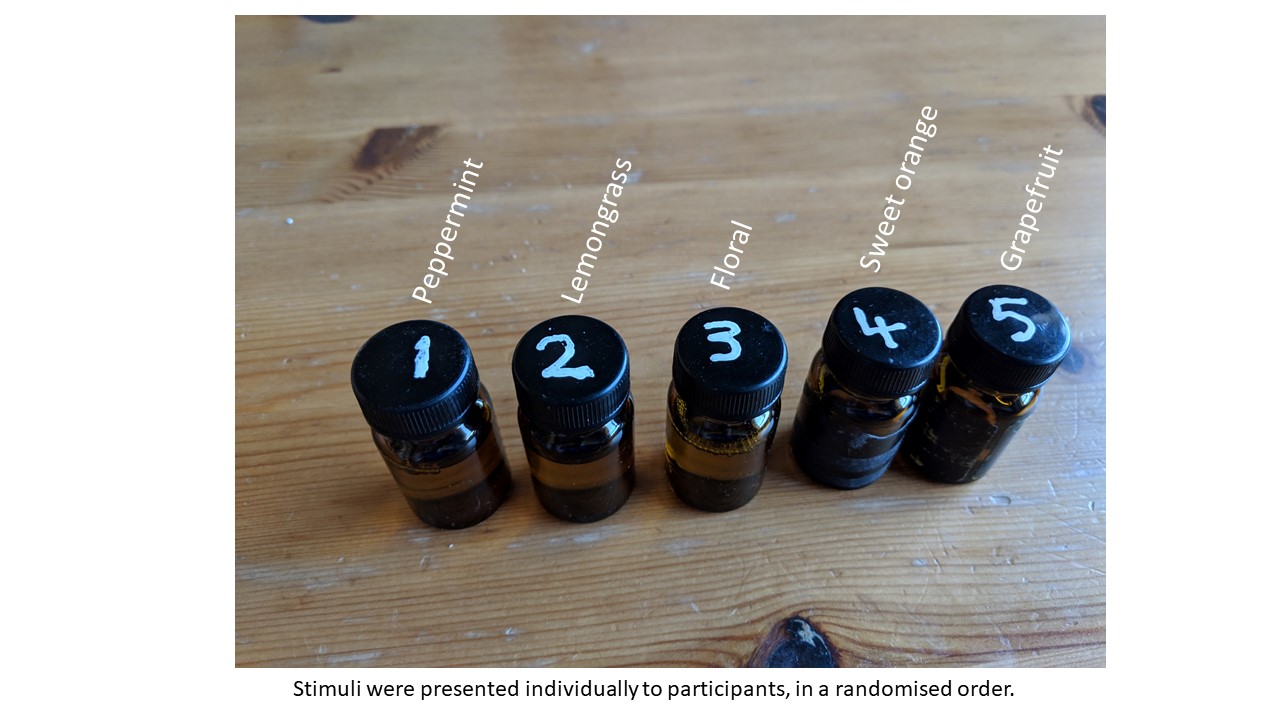 Peppermint
Lemongrass
Floral
Sweet orange
Grapefruit
1
2
3
4
5
Stimuli were presented individually to participants, in a randomised order.